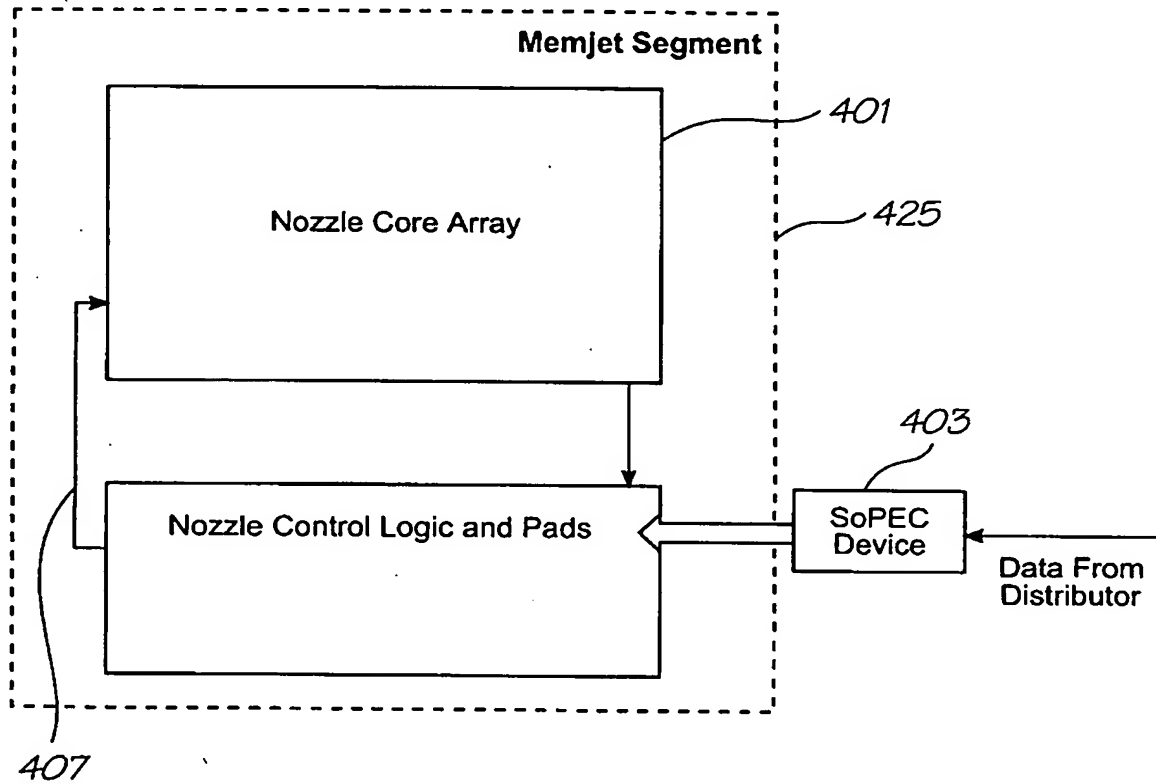 Memjet Segment
401
Nozzle Core Array
425
403
Nozzle Control Logic and Pads
SoPEC
Device
Data From
Distributor
407